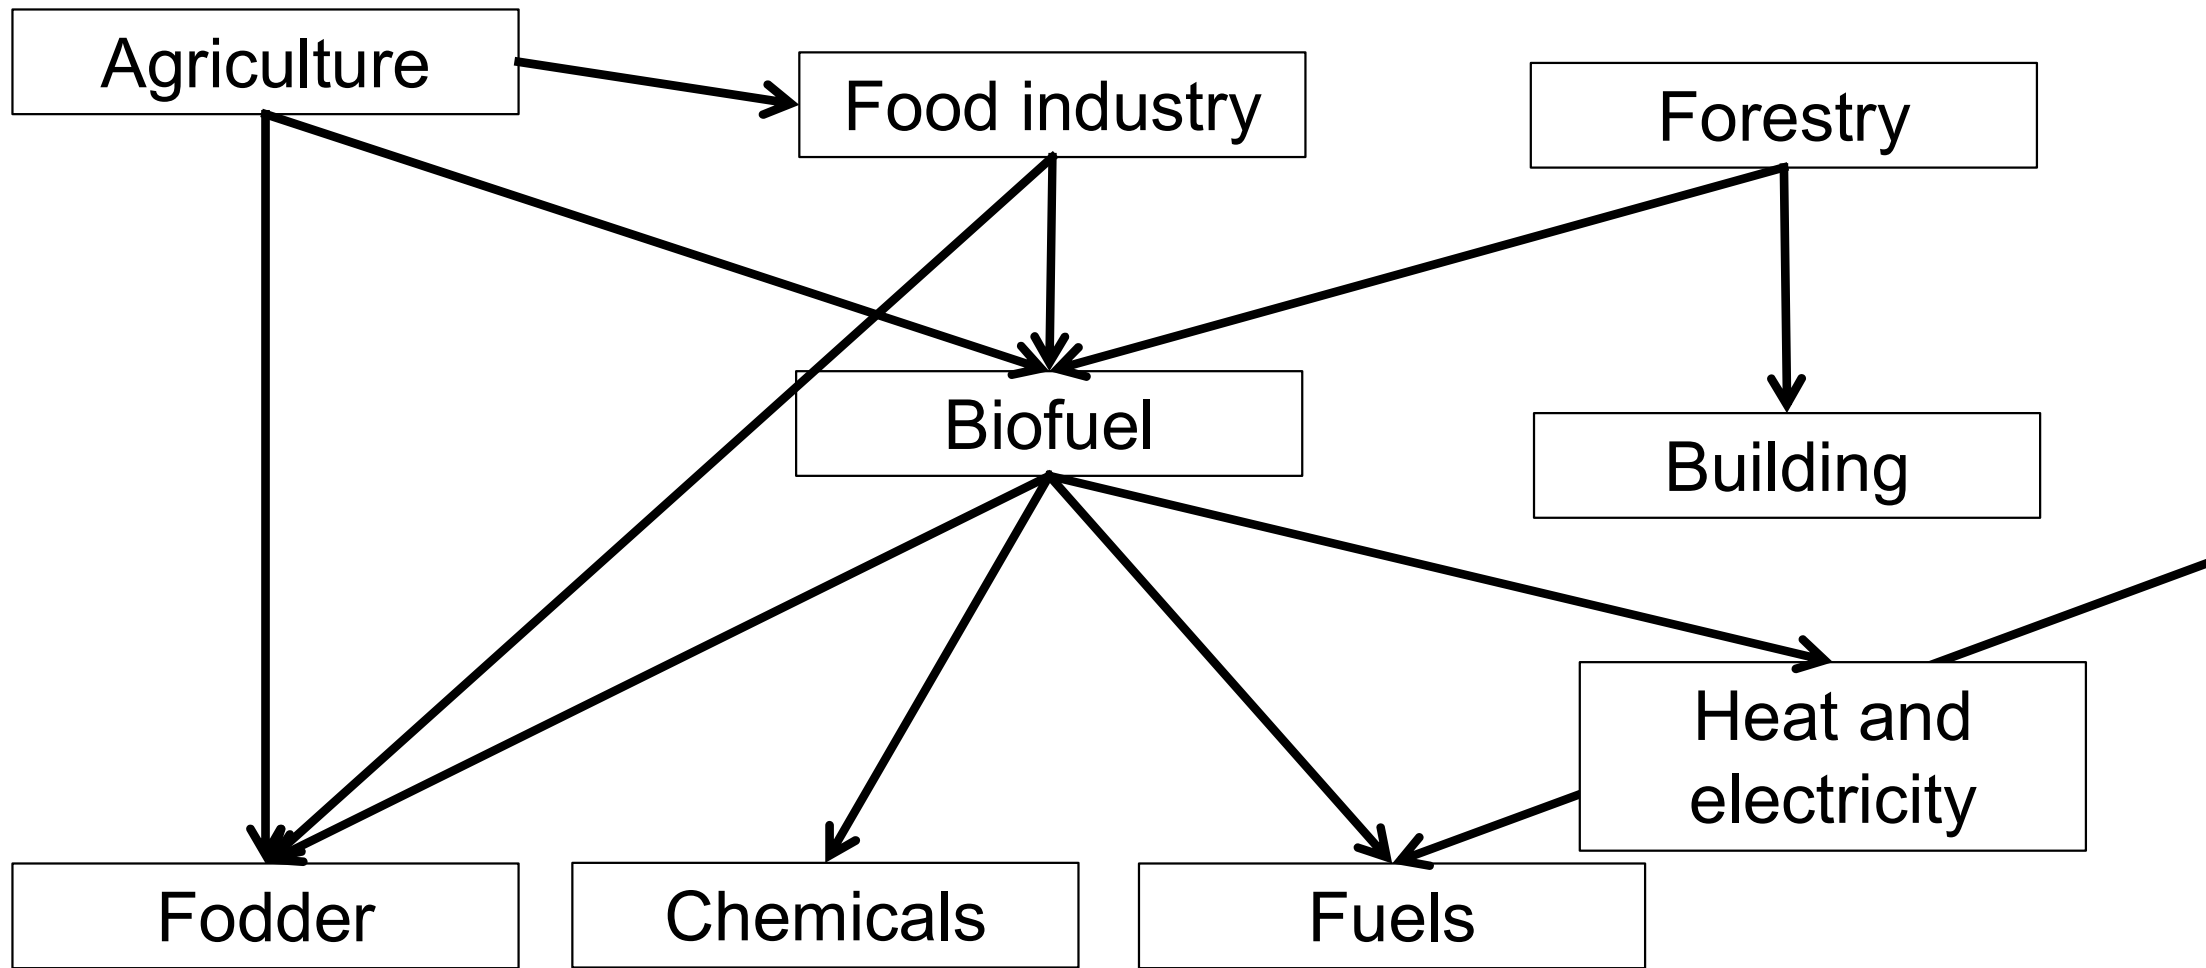 Agriculture
Food industry
Forestry
Biofuel
Building
Heat and
electricity
Fodder
Chemicals
Fuels